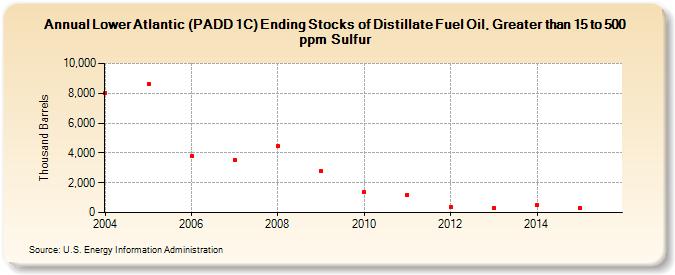 Annual Lower Atlantic (PADD 1C) Ending Stocks of Distillate Fuel Oil, Greater than 15 to 500
ppm Sulfur
Thousand Barrels
10,000
8,000
6,000
4,000
2,000
0
2004 2006 2008 2010 2012 2014
Source: U.S. Energy Information Administration